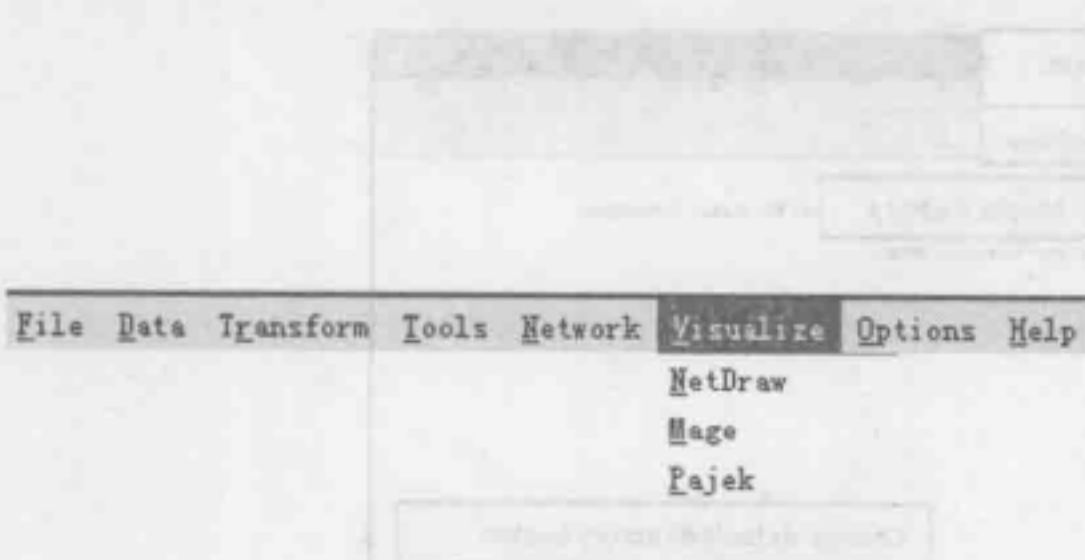 File Data Transform Tools Network Visualize Options Help
NetDraw
Mage
Pajek